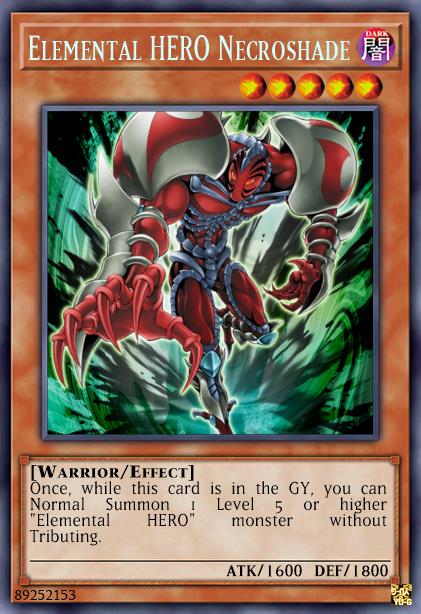 ELEMENTAL HERO NECROSHADE
DARK
闇
[WARRIOR/EFFECT]
Once, while this card is in the GY, you can
Normal Summon 1 Level 5 or higher
"Elemental HERO" monster without
Tributing.
ATK/1600 DEF/1800
89252153